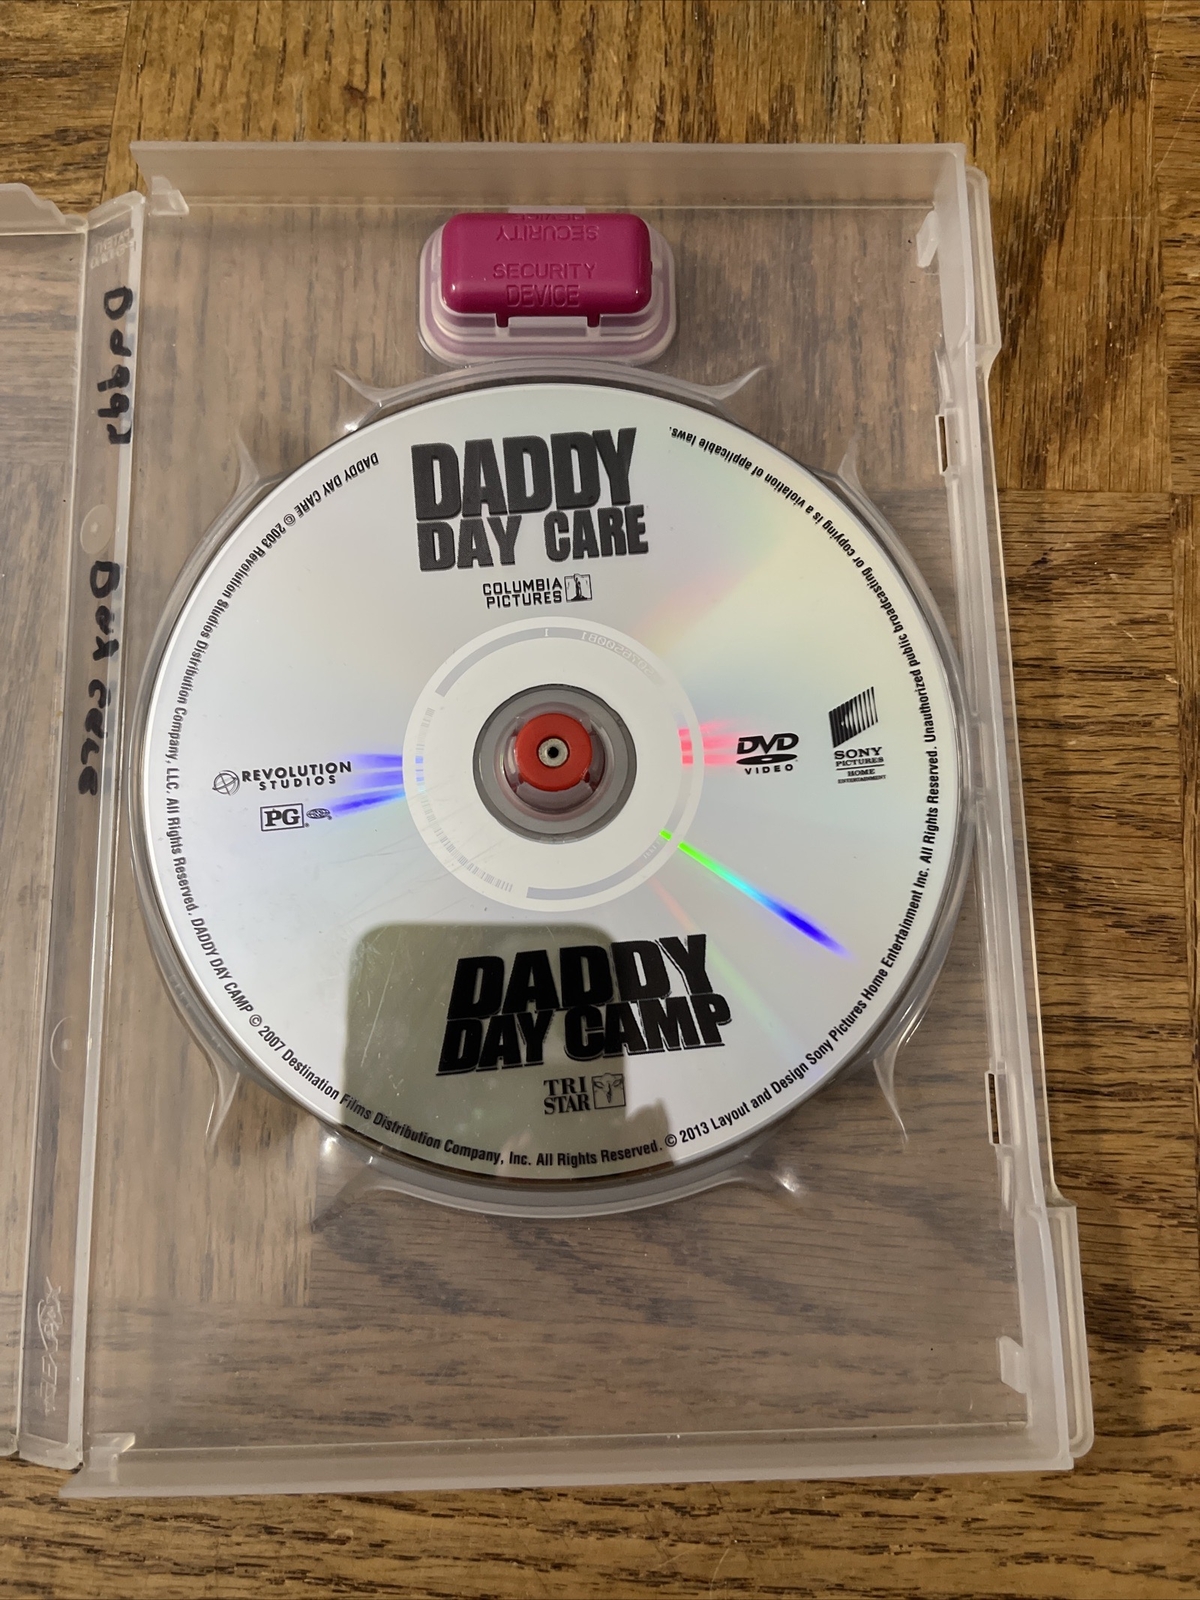 SECURITY
DEVICE
SECURITY
DEVICE
Daddy Day care
DADDY
DAY CARE
COLUMBIA
PICTURES
REVOLUTION
STUDIOS
PG
DVD
VIDEO
SONY
PICTURES
HOME
ENTERTAINMENT
DADDY
DAY CAMP
TRI
STAR
DADDY DAY CARE © 2003 Revolution Studios Distribution Company, LLC. All Rights Reserved. DADDY DAY CAMP © 2007 Destination Films Distribution Company, Inc. All Rights Reserved. © 2013 Layout and Design Sony Pictures Home Entertainment Inc. All Rights Reserved. Unauthorized public broadcasting or copying is a violation of applicable laws.